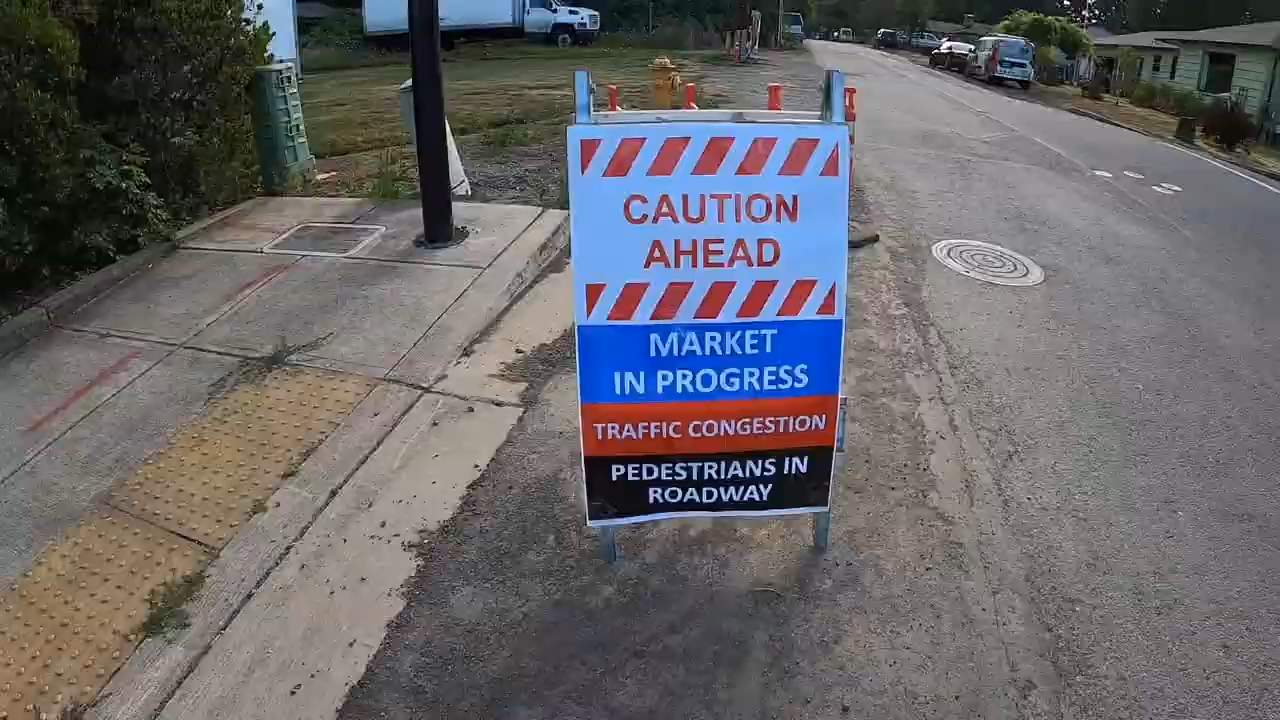 CAUTION
AHEAD
MARKET
IN PROGRESS
TRAFFIC CONGESTION
PEDESTRIANS IN
ROADWAY